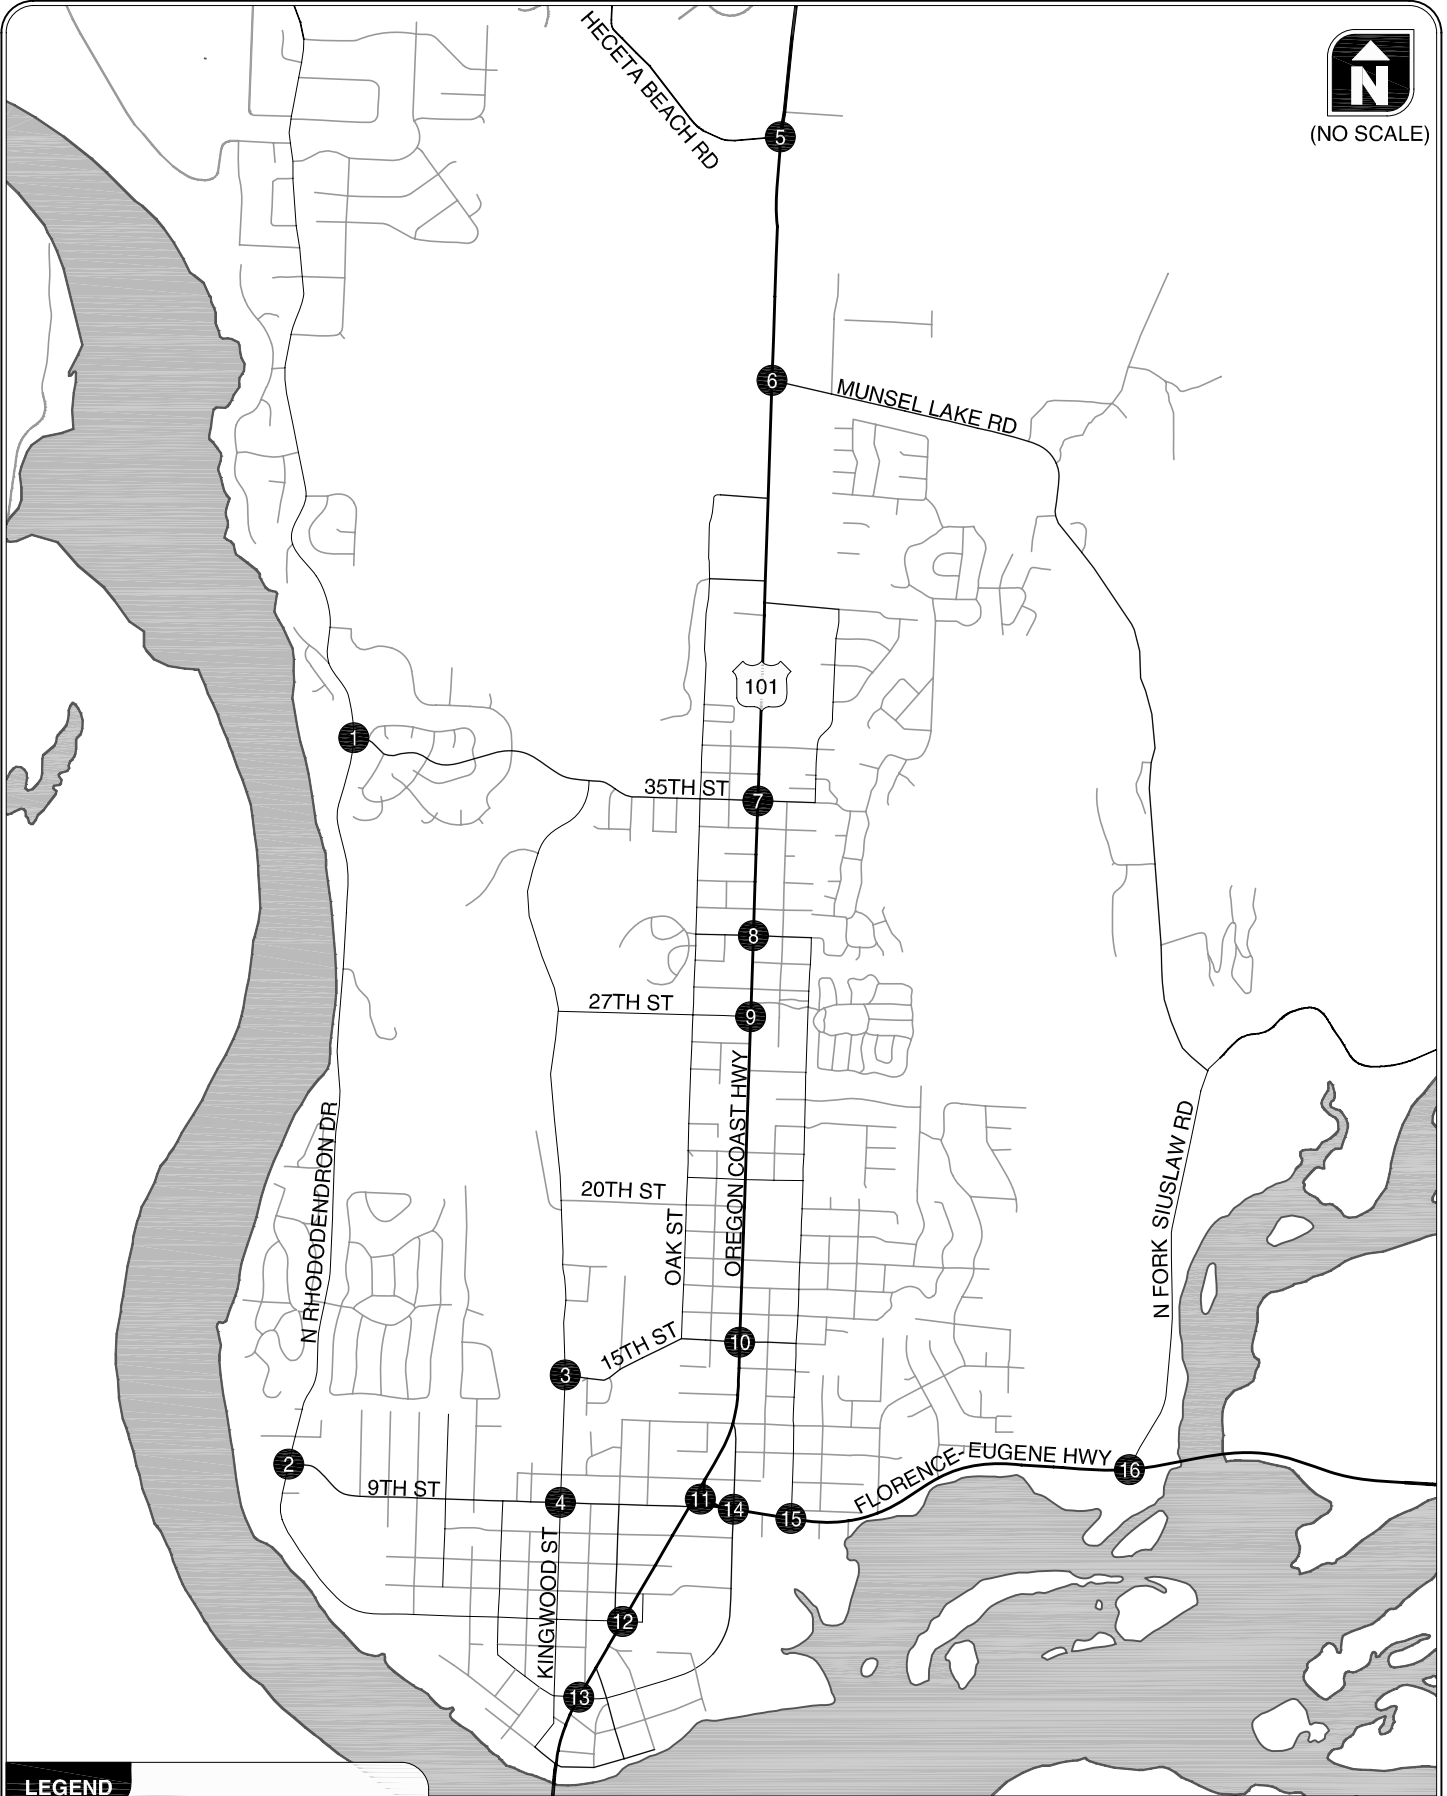 HECETA BEACH RD
N
(NO SCALE)
5
6
MUNSEL LAKE RD
101
1
35TH ST
7
8
27TH ST
9
OREGON COAST HWY
N RHODODENDRON DR
N FORK SIUSLAW RD
20TH ST
OAK ST
15TH ST
10
3
2
FLORENCE-EUGENE HWY
16
9TH ST
4
11
14
15
KINGWOOD ST
12
13
LEGEND